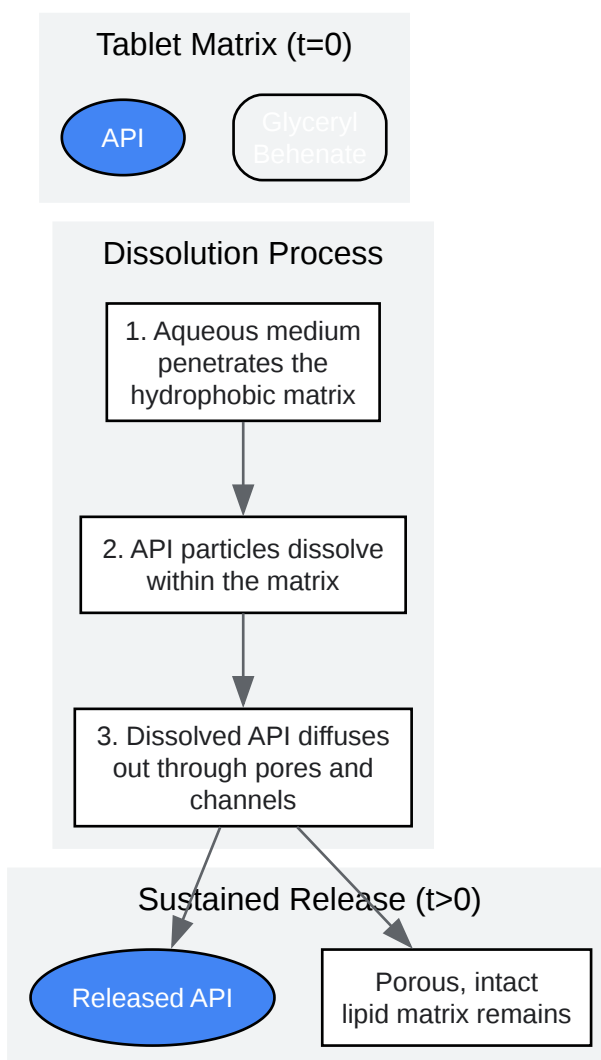 Tablet Matrix (t=0)
API
Glyceryl
Behenate
Dissolution Process
1. Aqueous medium
penetrates the
hydrophobic matrix
2. API particles dissolve
within the matrix
3. Dissolved API diffuses
out through pores and
channels
Sustained Release (t>0)
Released API
Porous, intact
lipid matrix remains